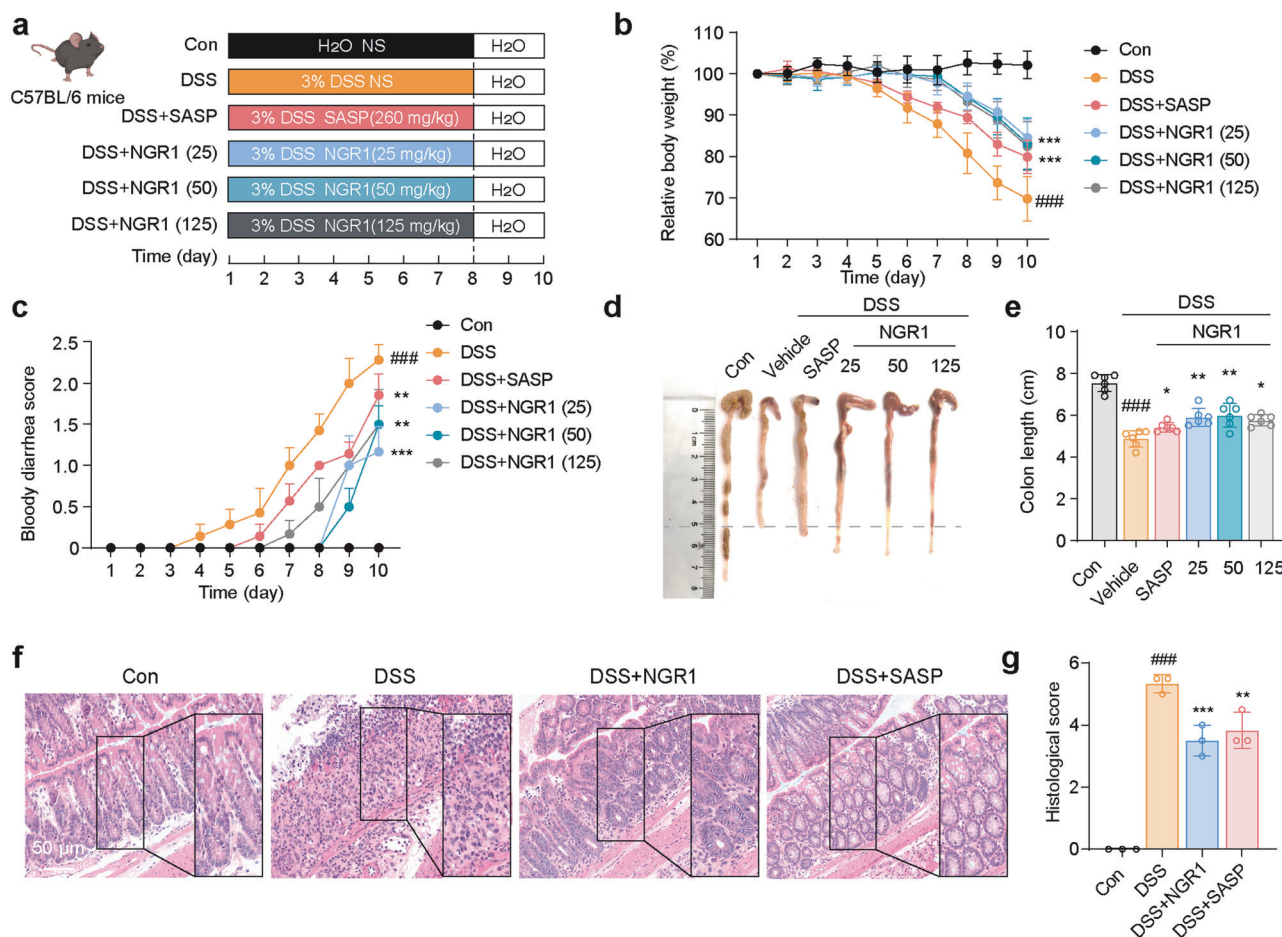 a
C57BL/6 mice
Con
H2O NS
H2O
DSS
3% DSS NS
H2O
DSS+SASP
3% DSS SASP(260 mg/kg)
H2O
DSS+NGR1 (25)
3% DSS NGR1(25 mg/kg)
H2O
DSS+NGR1 (50)
3% DSS NGR1(50 mg/kg)
H2O
DSS+NGR1 (125)
3% DSS NGR1(125 mg/kg)
H2O
Time (day)
1 2 3 4 5 6 7 8 9 10
b
Relative body weight (%)
110
100
90
80
70
60
1 2 3 4 5 6 7 8 9 10
Time (day)
***
***
###
Con
DSS
DSS+SASP
DSS+NGR1 (25)
DSS+NGR1 (50)
DSS+NGR1 (125)
c
Bloody diarrhea score
2.5
2.0
1.5
1.0
0.5
0
1 2 3 4 5 6 7 8 9 10
Time (day)
###
**
**
***
Con
DSS
DSS+SASP
DSS+NGR1 (25)
DSS+NGR1 (50)
DSS+NGR1 (125)
d
DSS
NGR1
Con
Vehicle
SASP
25
50
125
0
1cm
2
3
4
5
6
7
8
e
DSS
NGR1
Colon length (cm)
10
8
6
4
2
0
###
*
**
**
*
Con
Vehicle
SASP
25
50
125
f
Con
DSS
DSS+NGR1
DSS+SASP
50 μm
g
Histological score
6
4
2
0
###
***
**
Con
DSS
DSS+NGR1
DSS+SASP